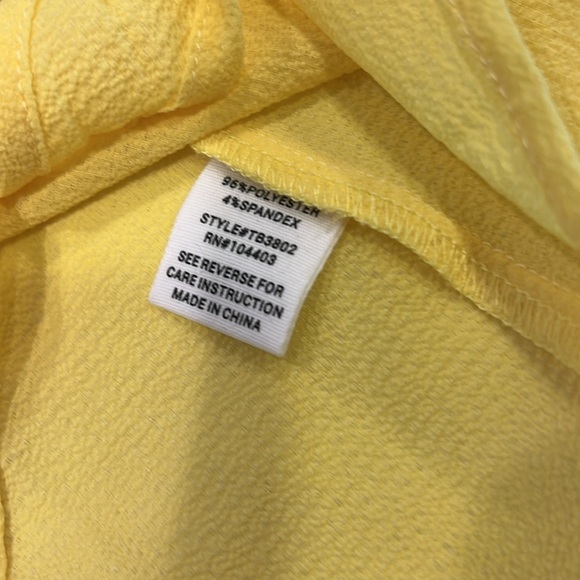 96%POLYESTER
4%SPANDEX
STYLE#TB3802
RN#104403
SEE REVERSE FOR
CARE INSTRUCTION
MADE IN CHINA